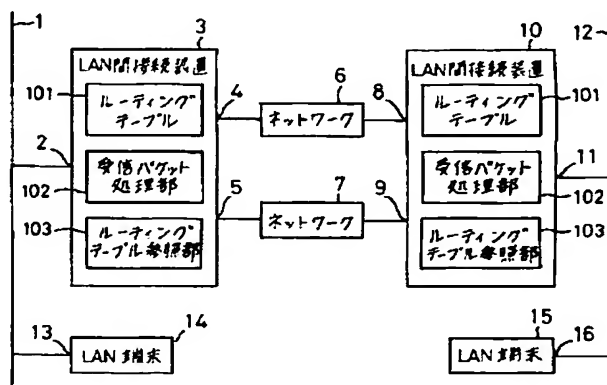 1
3
10
12
LAN間接続装置
LAN間接続装置
101
ルーティング
テーブル
4
6
ネットワーク
8
ルーティング
テーブル
101
2
102
受信パケット
処理部
受信パケット
処理部
11
102
5
7
ネットワーク
9
103
ルーティング
テーブル参照部
ルーティング
テーブル参照部
103
13
14
LAN端末
15
16
LAN端末